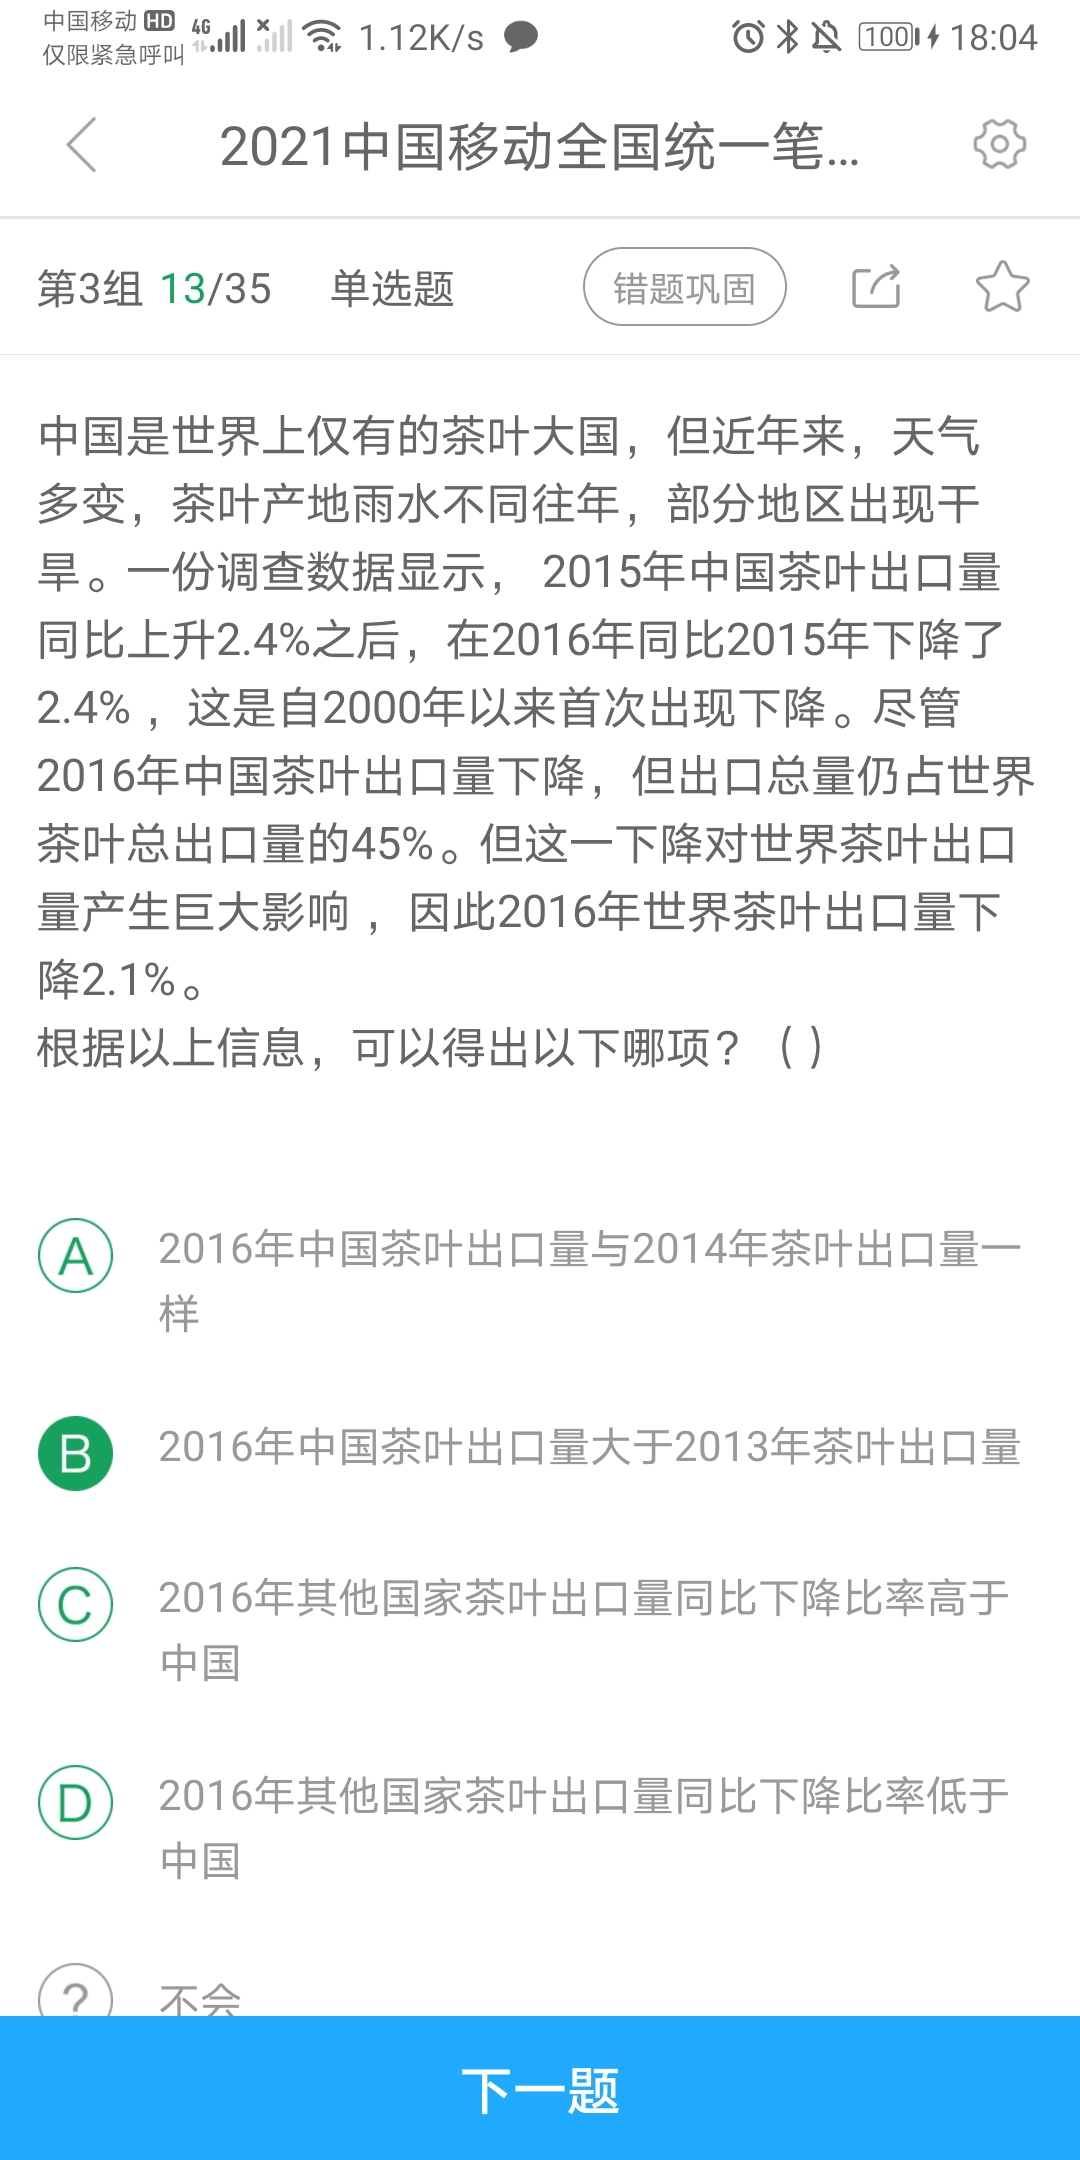 中国移动 HD 4G 1.12K/s 100 18:04
仅限紧急呼叫
2021中国移动全国统一笔...
第3组 13/35 单选题 错题巩固
中国是世界上仅有的茶叶大国，但近年来，天气
多变，茶叶产地雨水不同往年，部分地区出现干
旱。一份调查数据显示， 2015年中国茶叶出口量
同比上升2.4%之后，在2016年同比2015年下降了
2.4% ，这是自2000年以来首次出现下降。尽管
2016年中国茶叶出口量下降，但出口总量仍占世界
茶叶总出口量的45%。但这一下降对世界茶叶出口
量产生巨大影响 ，因此2016年世界茶叶出口量下
降2.1%。
根据以上信息，可以得出以下哪项？（ ）
A 2016年中国茶叶出口量与2014年茶叶出口量一
样
B 2016年中国茶叶出口量大于2013年茶叶出口量
C 2016年其他国家茶叶出口量同比下降比率高于
中国
D 2016年其他国家茶叶出口量同比下降比率低于
中国
? 不会
下一题